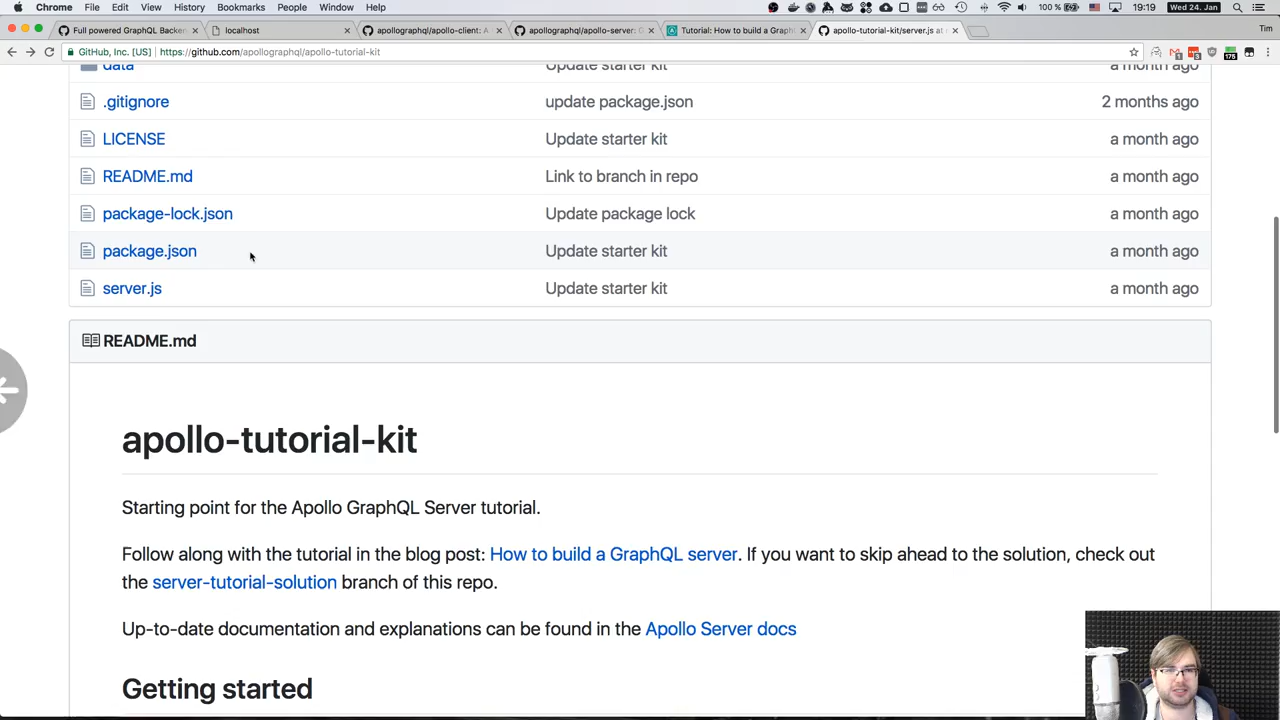 Chrome File Edit View History Bookmarks People Window Help 100 % 19:19 Wed 24. Jan
Full powered GraphQL Backen localhost apollographql/apollo-client: A apollographql/apollo-server: G Tutorial: How to build a Graph apollo-tutorial-kit/server.js at Tim
GitHub, Inc. [US] https://github.com/apollographql/apollo-tutorial-kit
data Update starter kit a month ago
.gitignore update package.json 2 months ago
LICENSE Update starter kit a month ago
README.md Link to branch in repo a month ago
package-lock.json Update package lock a month ago
package.json Update starter kit a month ago
server.js Update starter kit a month ago
README.md
apollo-tutorial-kit
Starting point for the Apollo GraphQL Server tutorial.
Follow along with the tutorial in the blog post: How to build a GraphQL server. If you want to skip ahead to the solution, check out
the server-tutorial-solution branch of this repo.
Up-to-date documentation and explanations can be found in the Apollo Server docs
Getting started